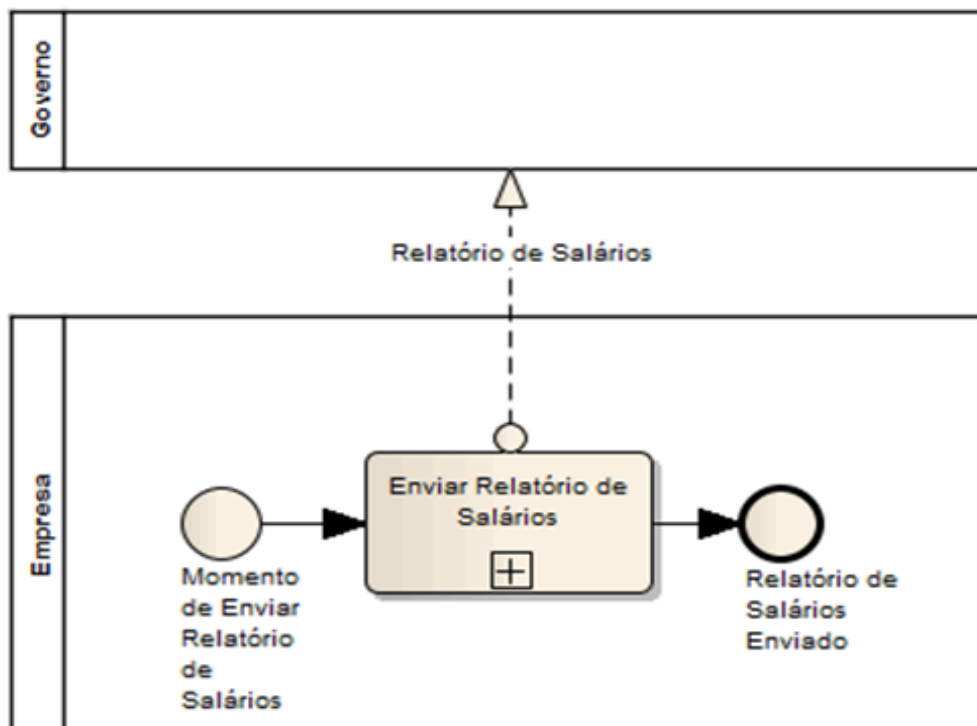 Governo
Relatório de Salários
Empresa
Enviar Relatório de
Salários
Momento
de Enviar
Relatório
de
Salários
Relatório de
Salários
Enviado